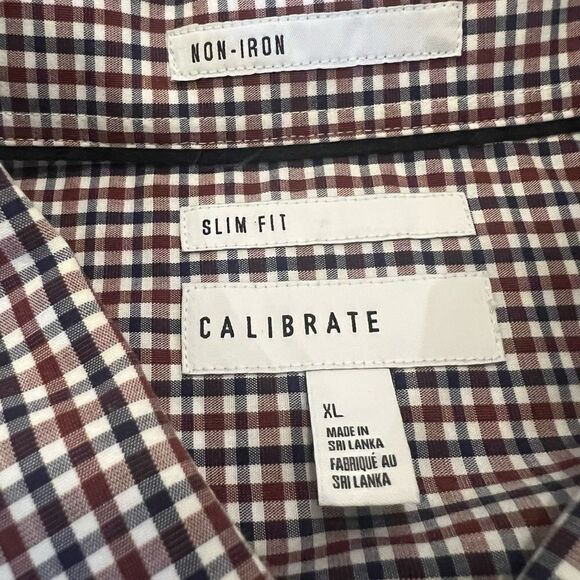 NON-IRON
SLIM FIT
CALIBRATE
XL
MADE IN
SRI LANKA
FABRIQUÉ AU
SRI LANKA